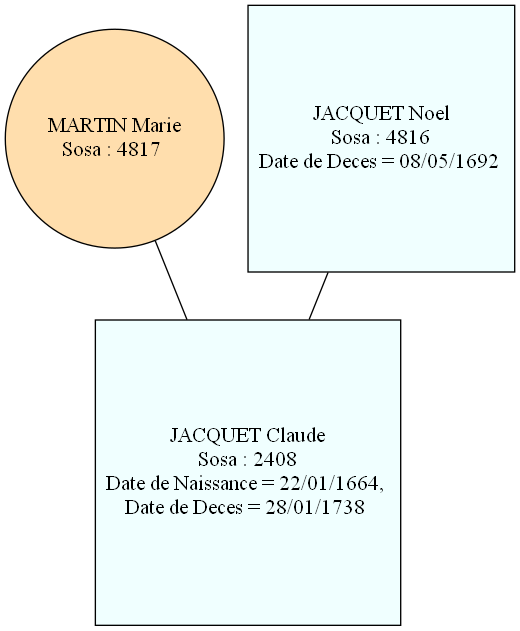 MARTIN Marie
Sosa : 4817
JACQUET Noel
Sosa : 4816
Date de Deces = 08/05/1692
JACQUET Claude
Sosa : 2408
Date de Naissance = 22/01/1664,
Date de Deces = 28/01/1738